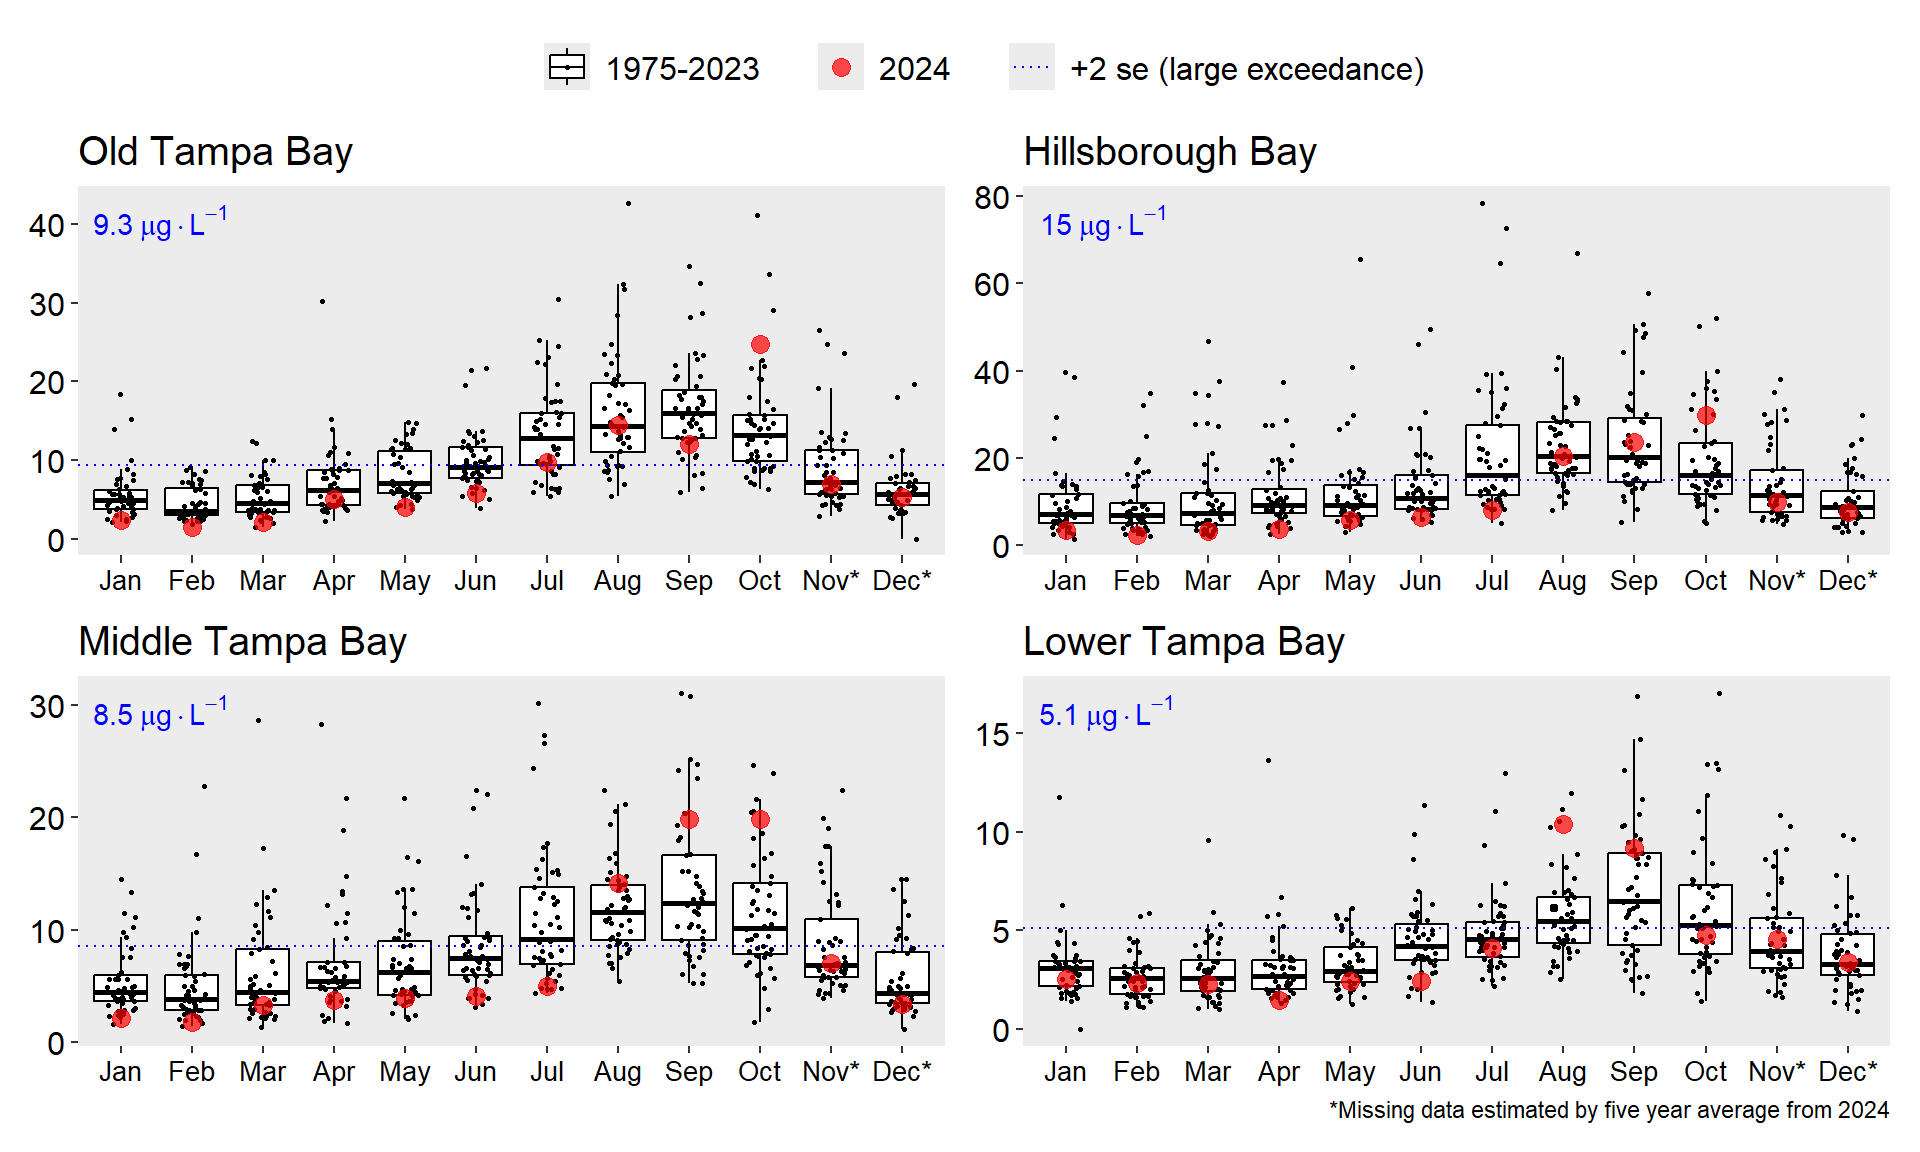 1975-2023 2024 +2 se (large exceedance)
Old Tampa Bay
9.3 µg·L⁻¹
40
30
20
10
0
Jan Feb Mar Apr May Jun Jul Aug Sep Oct Nov* Dec*
Hillsborough Bay
15 µg·L⁻¹
80
60
40
20
0
Jan Feb Mar Apr May Jun Jul Aug Sep Oct Nov* Dec*
Middle Tampa Bay
8.5 µg·L⁻¹
30
20
10
0
Jan Feb Mar Apr May Jun Jul Aug Sep Oct Nov* Dec*
Lower Tampa Bay
5.1 µg·L⁻¹
15
10
5
0
Jan Feb Mar Apr May Jun Jul Aug Sep Oct Nov* Dec*
*Missing data estimated by five year average from 2024